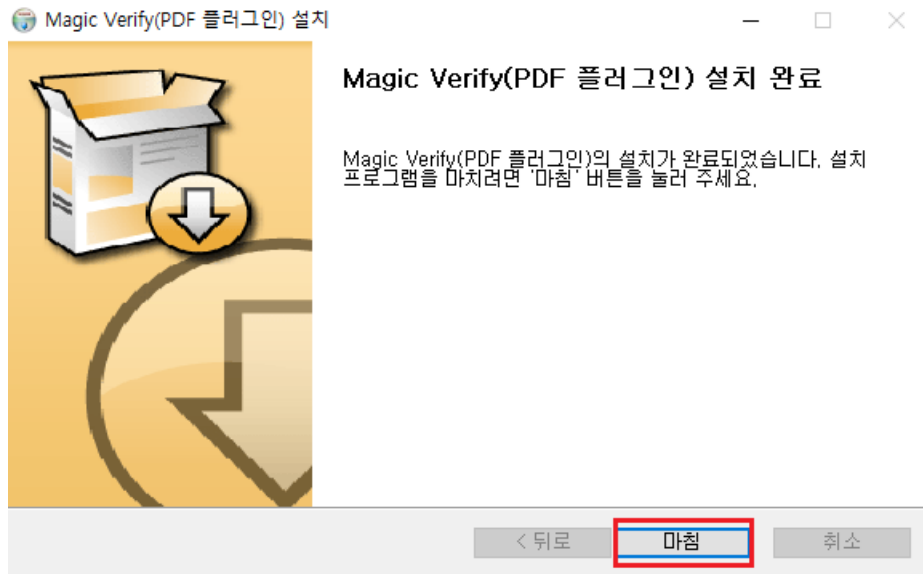 Magic Verify(PDF 플러그인) 설치
Magic Verify(PDF 플러그인) 설치 완료
Magic Verify(PDF 플러그인)의 설치가 완료되었습니다. 설치
프로그램을 마치려면 '마침' 버튼을 눌러 주세요.
< 뒤로 마침 취소